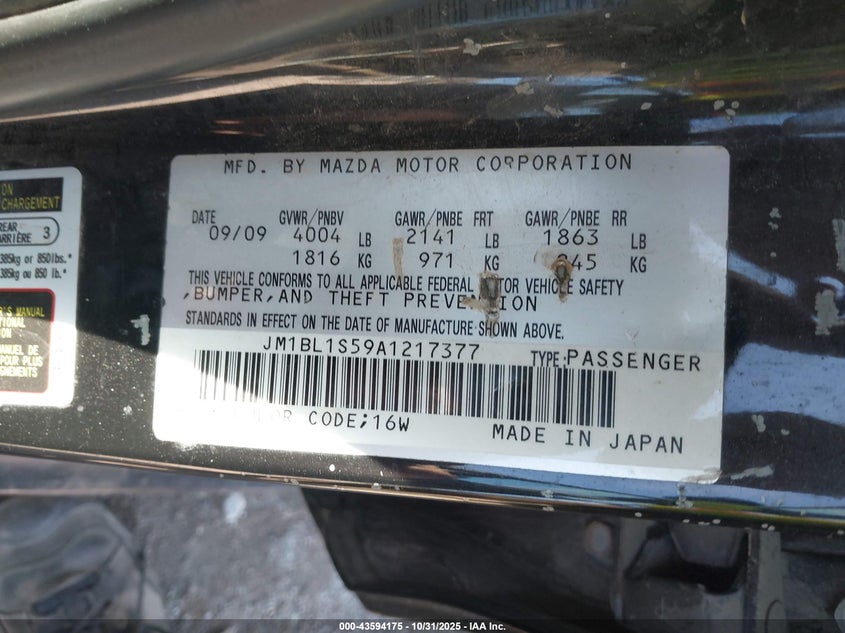 ON
CHARGEMENT
REAR
ARRIÈRE 3
385kg or 850lbs.*
385kg ou 850 lb.*
MFD. BY MAZDA MOTOR CORPORATION
DATE GVWR/PNBV GAWR/PNBE FRT GAWR/PNBE RR
09/09 4004 LB 2141 LB 1863 LB
1816 KG 971 KG 845 KG
THIS VEHICLE CONFORMS TO ALL APPLICABLE FEDERAL MOTOR VEHICLE SAFETY
,BUMPER,AND THEFT PREVENTION
STANDARDS IN EFFECT ON THE DATE OF MANUFACTURE SHOWN ABOVE.
JM1BL1S59A1217377 TYPE:PASSENGER
COLOR CODE;16W
MADE IN JAPAN
000-43594175 - 10/31/2025 - IAA Inc.